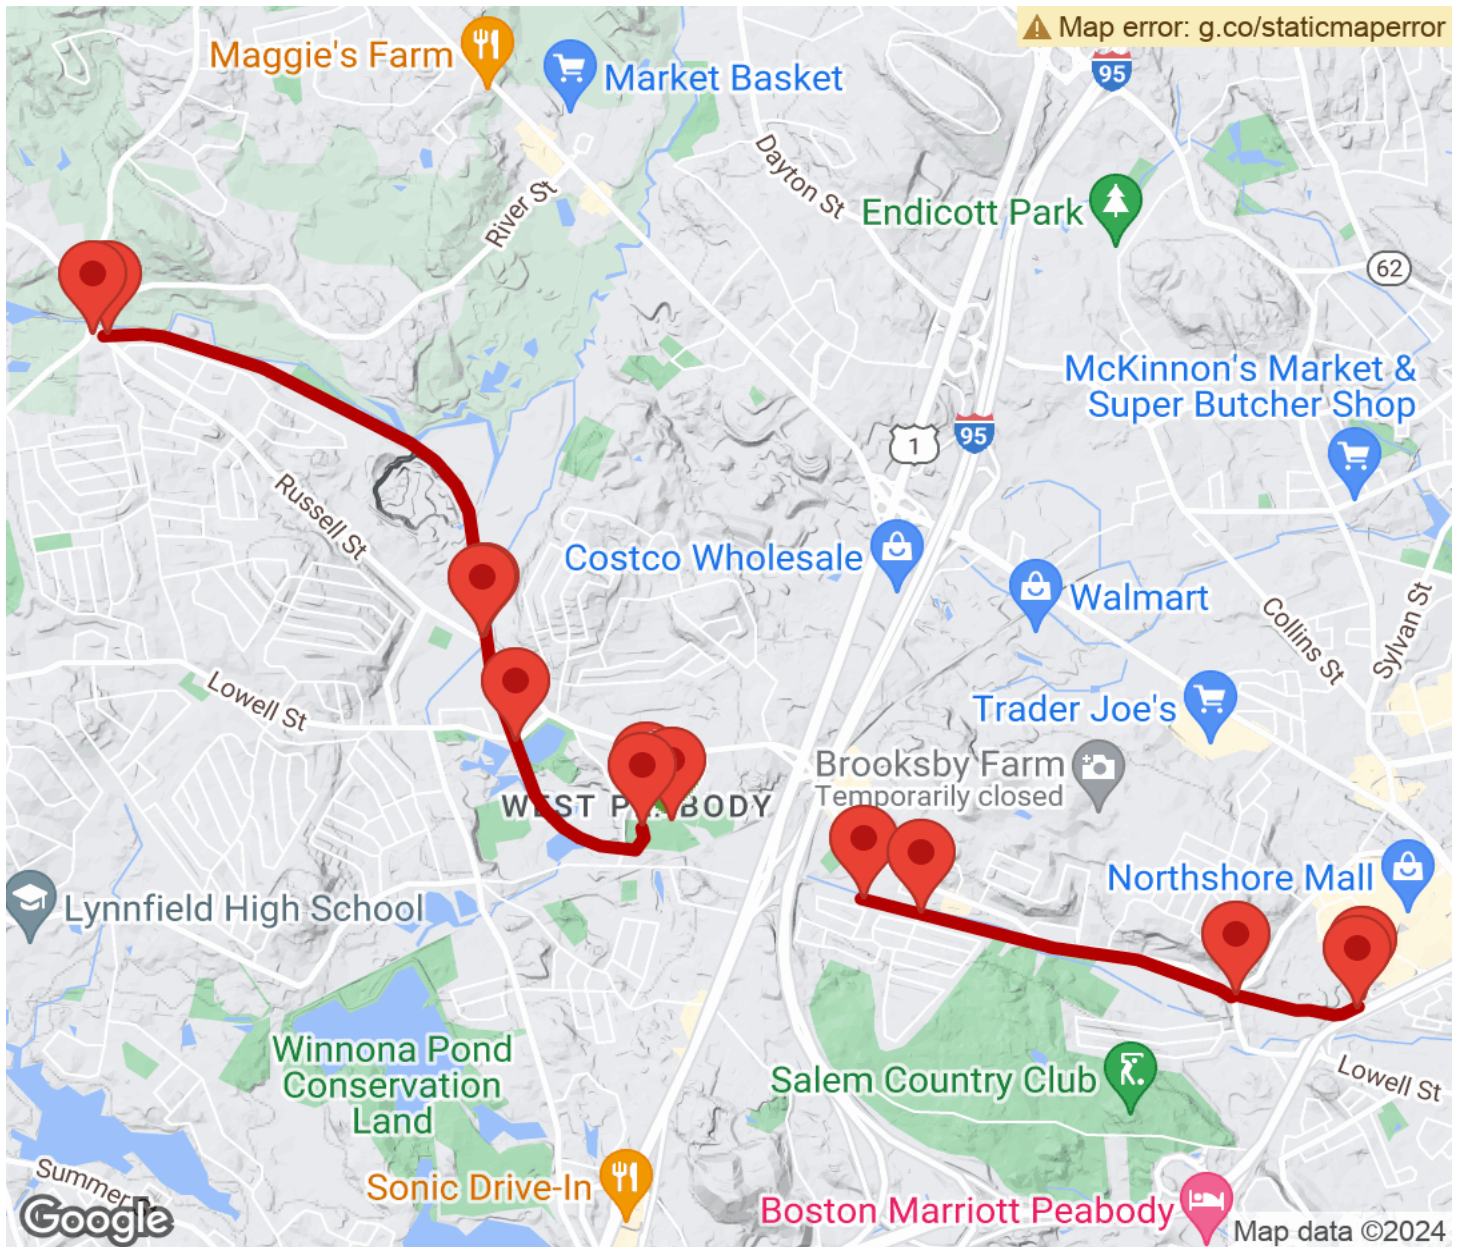 Map error: g.co/staticmaperror
Maggie's Farm
Market Basket
95
Dayton St
River St
Endicott Park
62
McKinnon's Market &
Super Butcher Shop
1
95
Russell St
Costco Wholesale
Walmart
Collins St
Sylvan St
Lowell St
Trader Joe's
Brooksby Farm
Temporarily closed
Northshore Mall
Lynnfield High School
Winnona Pond
Conservation
Land
Salem Country Club
Lowell St
Sonic Drive-In
Boston Marriott Peabody
Google
Map data ©2024